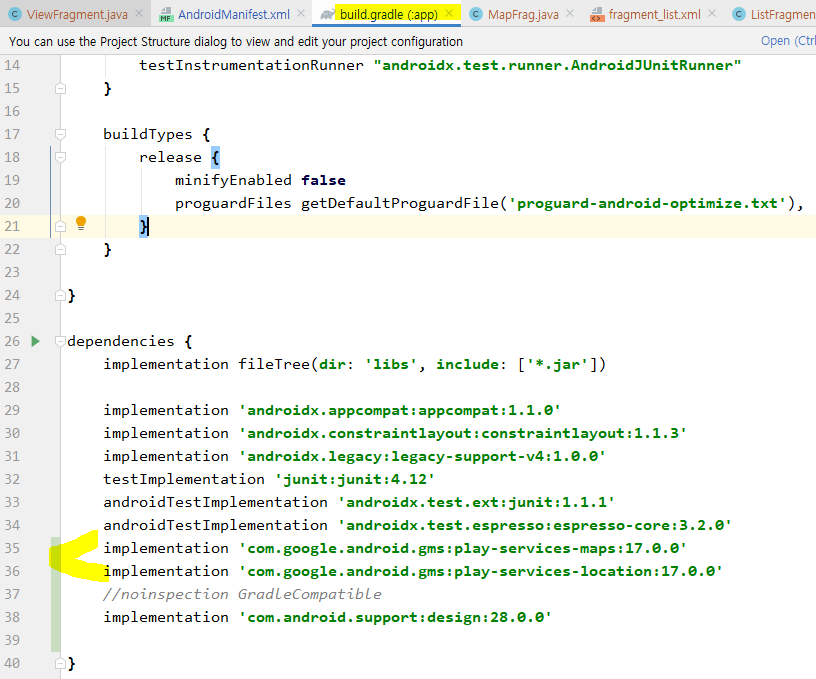 ViewFragment.java
AndroidManifest.xml
build.gradle (:app)
MapFrag.java
fragment_list.xml
ListFragmen
You can use the Project Structure dialog to view and edit your project configuration
Open (Ctrl
14 testInstrumentationRunner "androidx.test.runner.AndroidJUnitRunner"
15 }
16
17 buildTypes {
18 release {
19 minifyEnabled false
20 proguardFiles getDefaultProguardFile('proguard-android-optimize.txt'),
21 }
22 }
23
24 }
25
26 dependencies {
27 implementation fileTree(dir: 'libs', include: ['*.jar'])
28
29 implementation 'androidx.appcompat:appcompat:1.1.0'
30 implementation 'androidx.constraintlayout:constraintlayout:1.1.3'
31 implementation 'androidx.legacy:legacy-support-v4:1.0.0'
32 testImplementation 'junit:junit:4.12'
33 androidTestImplementation 'androidx.test.ext:junit:1.1.1'
34 androidTestImplementation 'androidx.test.espresso:espresso-core:3.2.0'
35 implementation 'com.google.android.gms:play-services-maps:17.0.0'
36 implementation 'com.google.android.gms:play-services-location:17.0.0'
37 //noinspection GradleCompatible
38 implementation 'com.android.support:design:28.0.0'
39
40 }